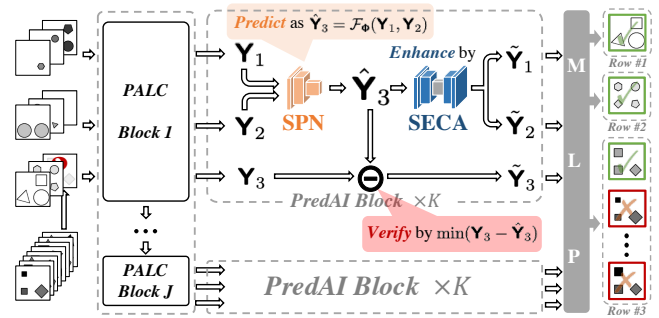 Predict as Ŷ₃ = F_Φ(Y₁, Y₂)
PALC
Block 1
Y₁
Y₂
Y₃
SPN
Ŷ₃
Enhance by
SECA
Ỹ₁
Ỹ₂
Ỹ₃
PredAI Block ×K
Verify by min(Y₃ − Ŷ₃)
...
PALC
Block J
PredAI Block ×K
M
L
P
Row #1
Row #2
Row #3